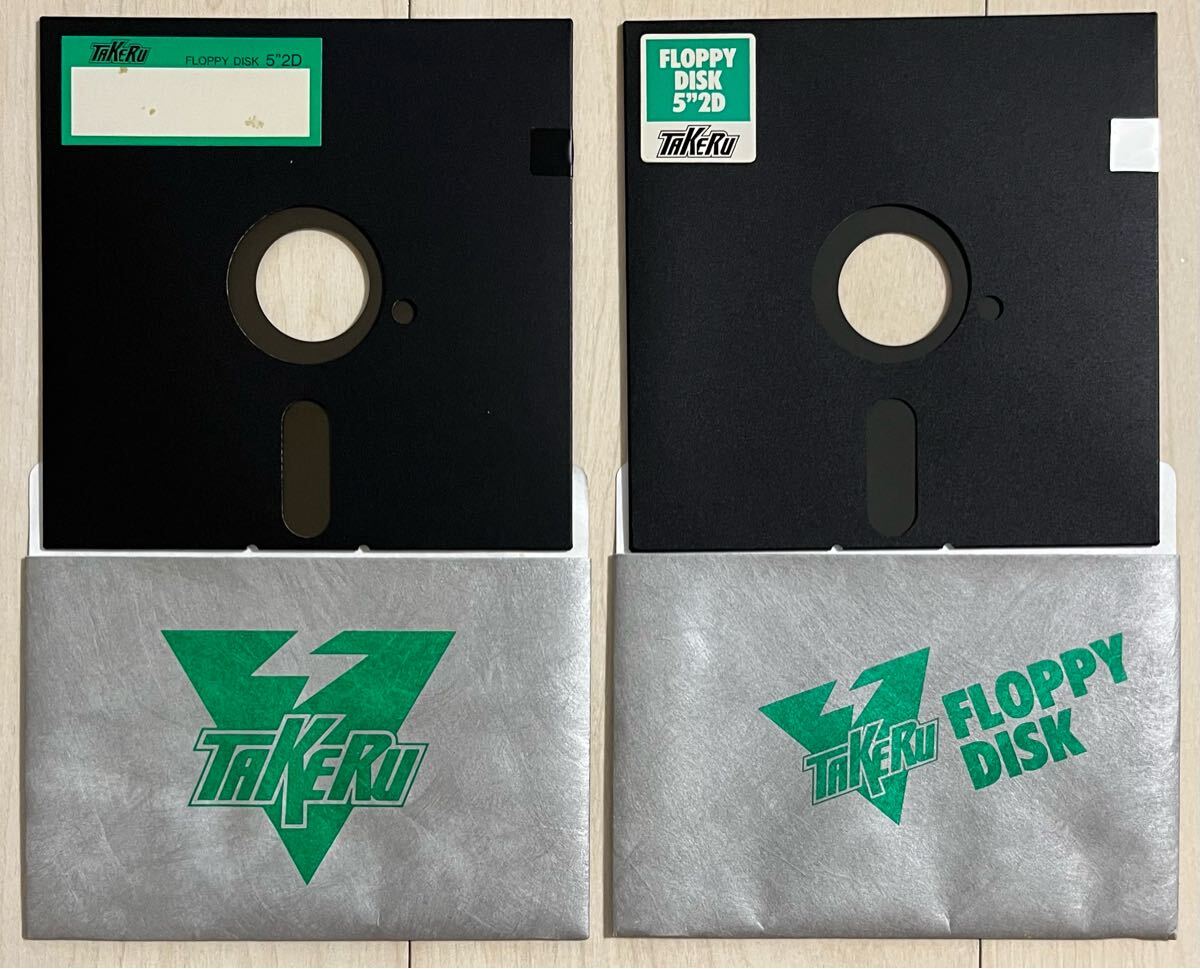 TAKERU FLOPPY DISK 5"2D
FLOPPY
DISK
5”2D
TAKERU
TAKERU
TAKERU
FLOPPY
DISK